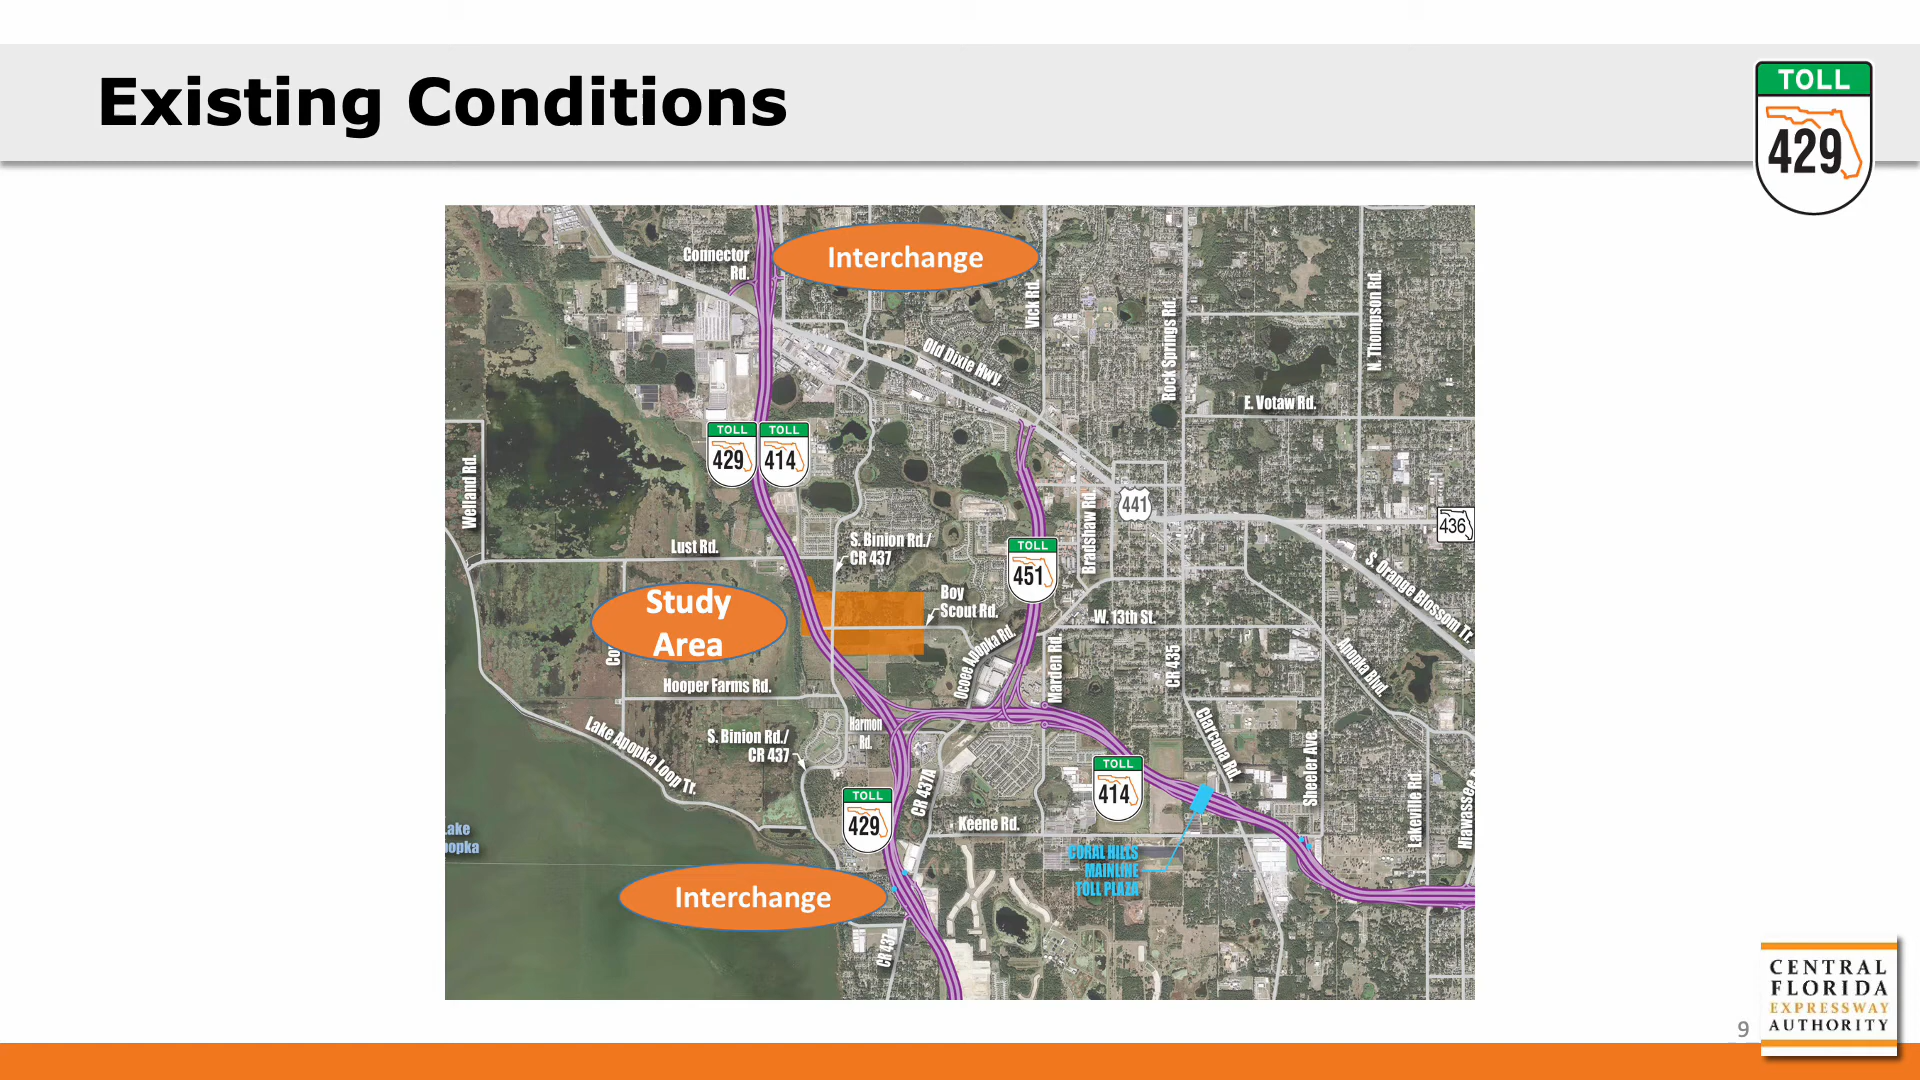 Existing Conditions
TOLL
429
Connector
Rd.
Interchange
Vick Rd.
Rock Springs Rd.
N. Thompson Rd.
Old Dixie Hwy.
E. Votaw Rd.
TOLL
429
TOLL
414
Welland Rd.
441
436
Bradshaw Rd.
Lust Rd.
S. Binion Rd./
CR 437
TOLL
451
S. Orange Blossom Tr.
Study
Area
Boy
Scout Rd.
W. 13th St.
Ocoee Apopka Rd.
Marden Rd.
CR 435
Apopka Blvd.
Hooper Farms Rd.
Harmon
Rd.
Lake Apopka Loop Tr.
S. Binion Rd./
CR 437
Clarcona Rd.
Sheeler Ave.
TOLL
414
CR 437A
TOLL
429
Lakeville Rd.
Keene Rd.
CORAL HILLS
MAINLINE
TOLL PLAZA
Interchange
CR 437
CENTRAL
FLORIDA
EXPRESSWAY
AUTHORITY
9